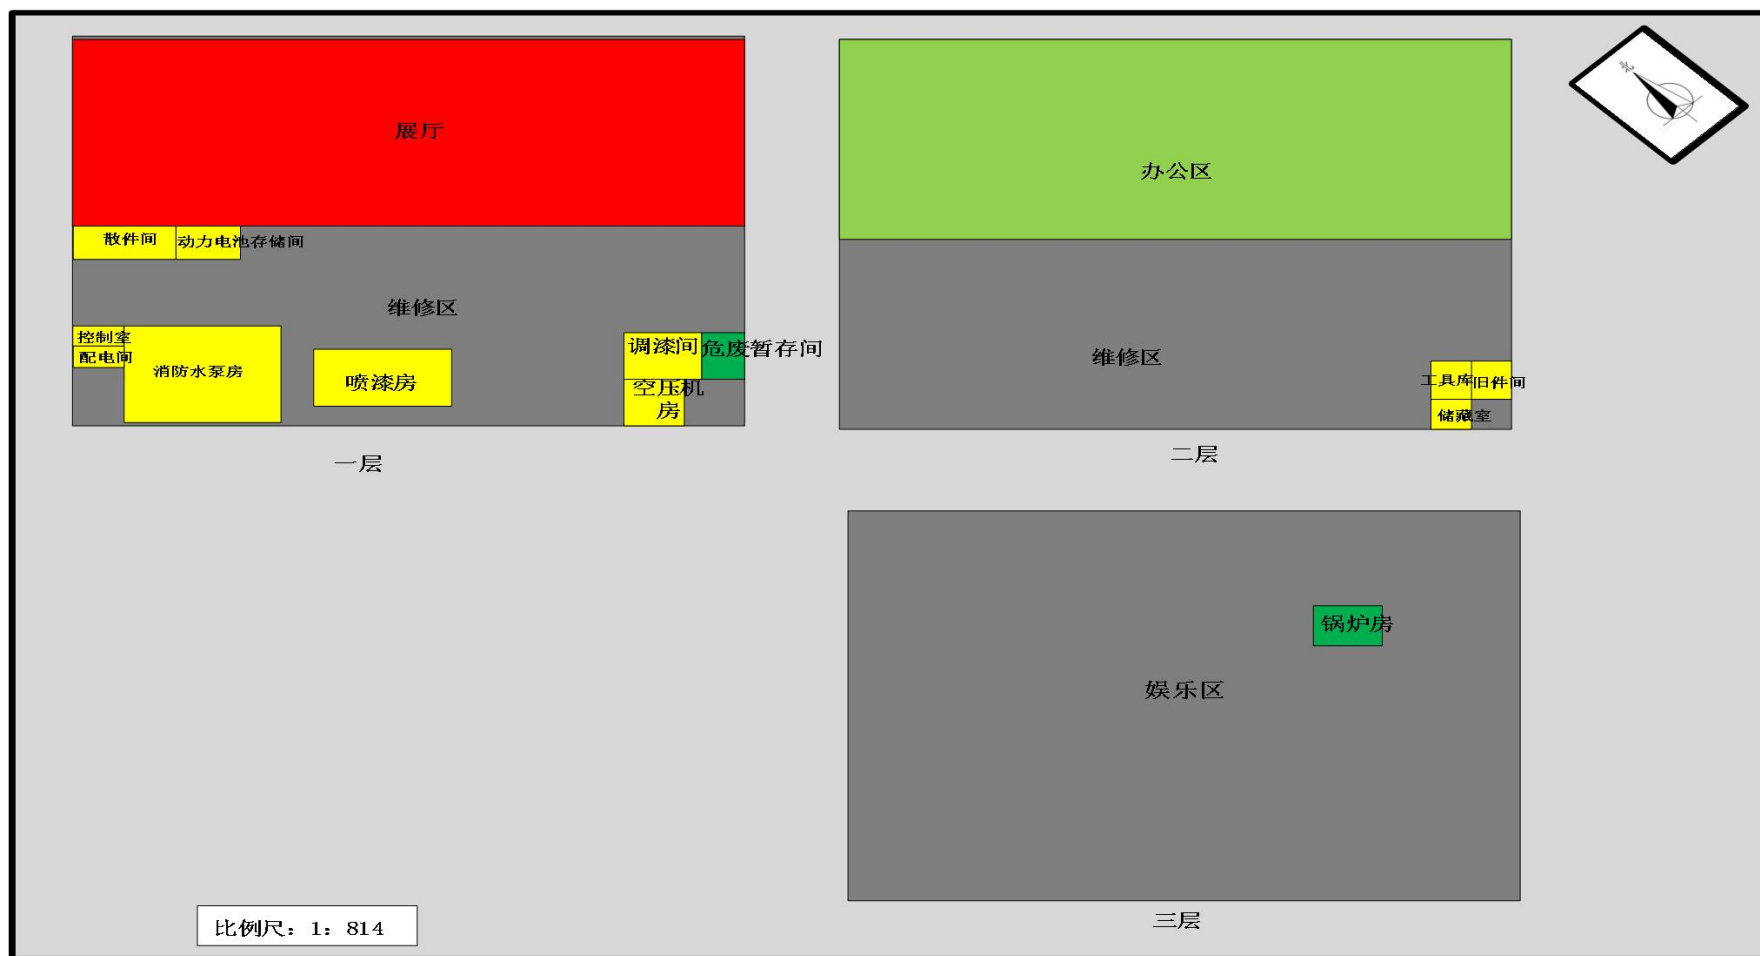 北
展厅
办公区
散件间
动力电池存储间
维修区
控制室
配电间
消防水泵房
喷漆房
调漆间
危废暂存间
空压机
房
一层
维修区
工具库
旧件间
储藏室
二层
锅炉房
娱乐区
三层
比例尺：1：814